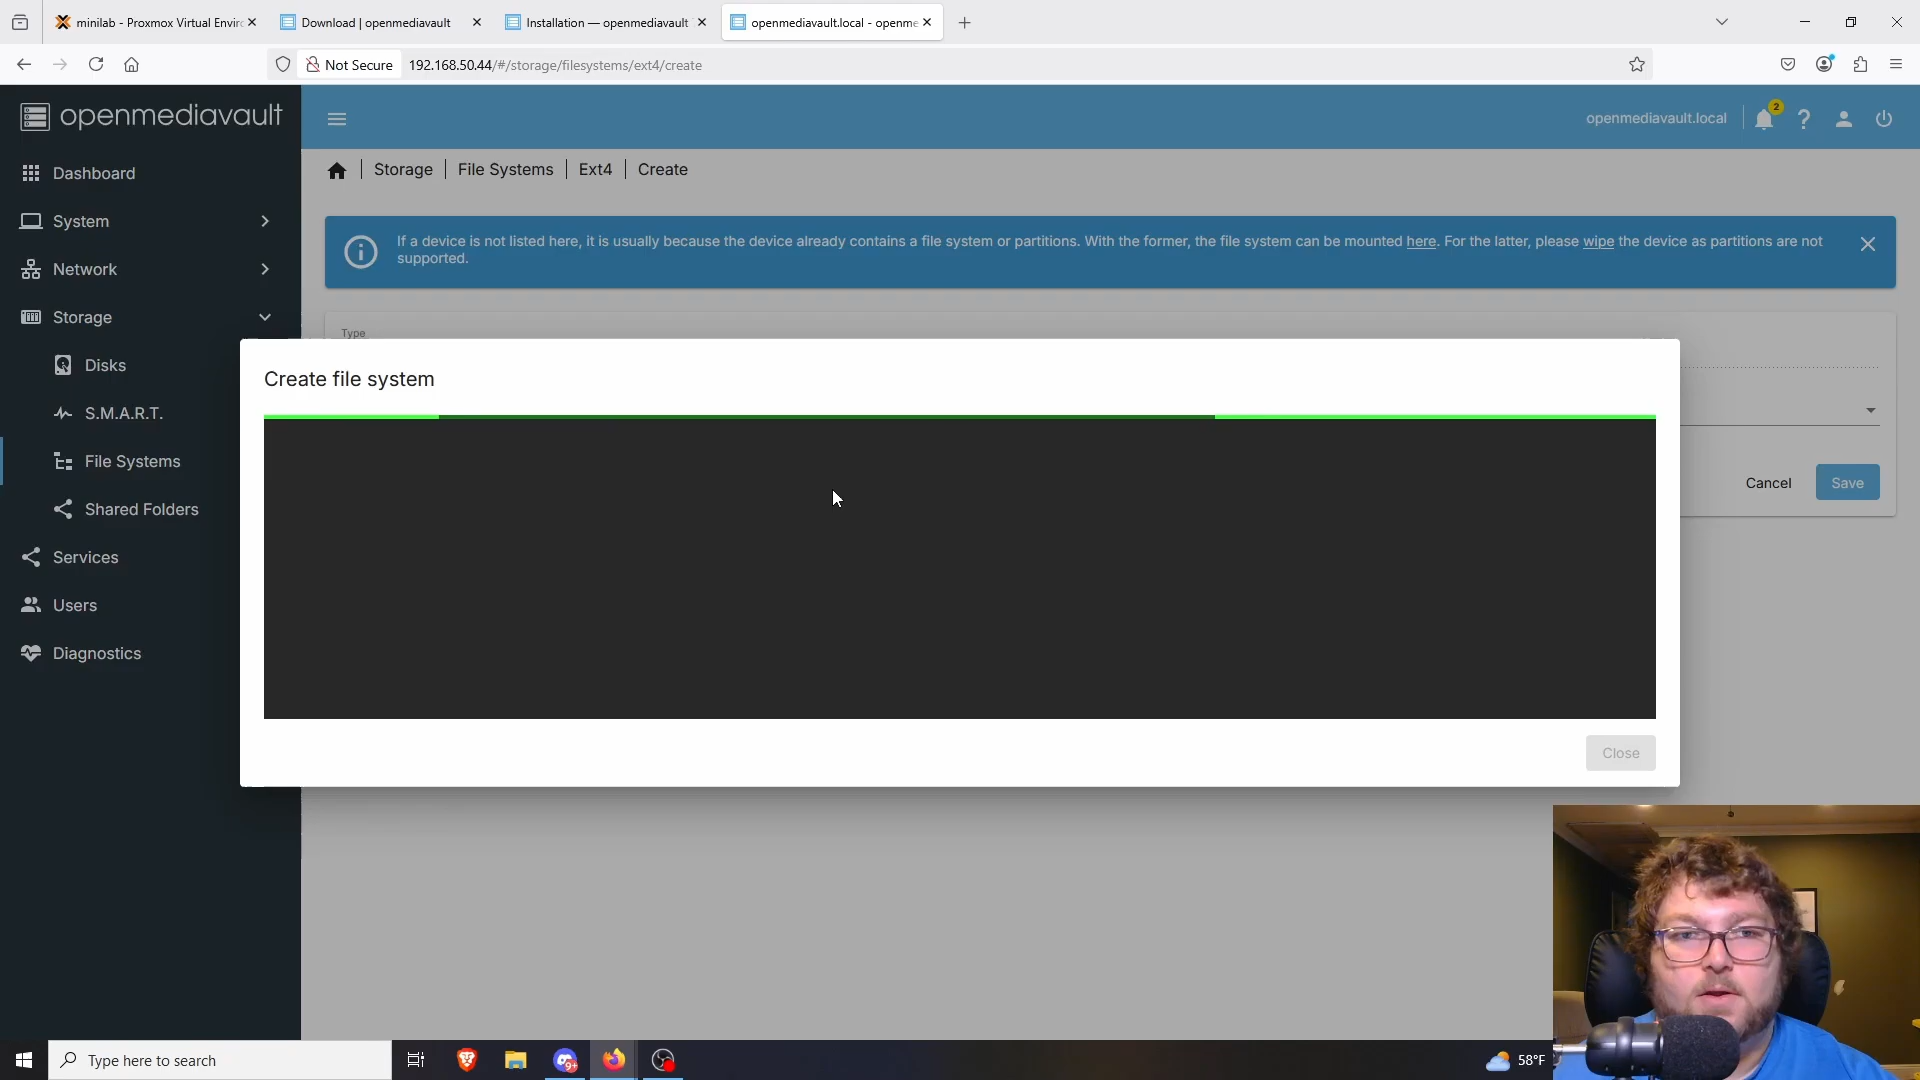 minilab - Proxmox Virtual Enviro
Download | openmediavault
Installation — openmediavault
openmediavault.local - openme
Not Secure
192.168.50.44/#/storage/filesystems/ext4/create
openmediavault
openmediavault.local
2
Dashboard
System
Network
Storage
Disks
S.M.A.R.T.
File Systems
Shared Folders
Services
Users
Diagnostics
Storage
File Systems
Ext4
Create
If a device is not listed here, it is usually because the device already contains a file system or partitions. With the former, the file system can be mounted here. For the latter, please wipe the device as partitions are not
supported.
Type
Create file system
Cancel
Save
Close
Type here to search
9+
58°F